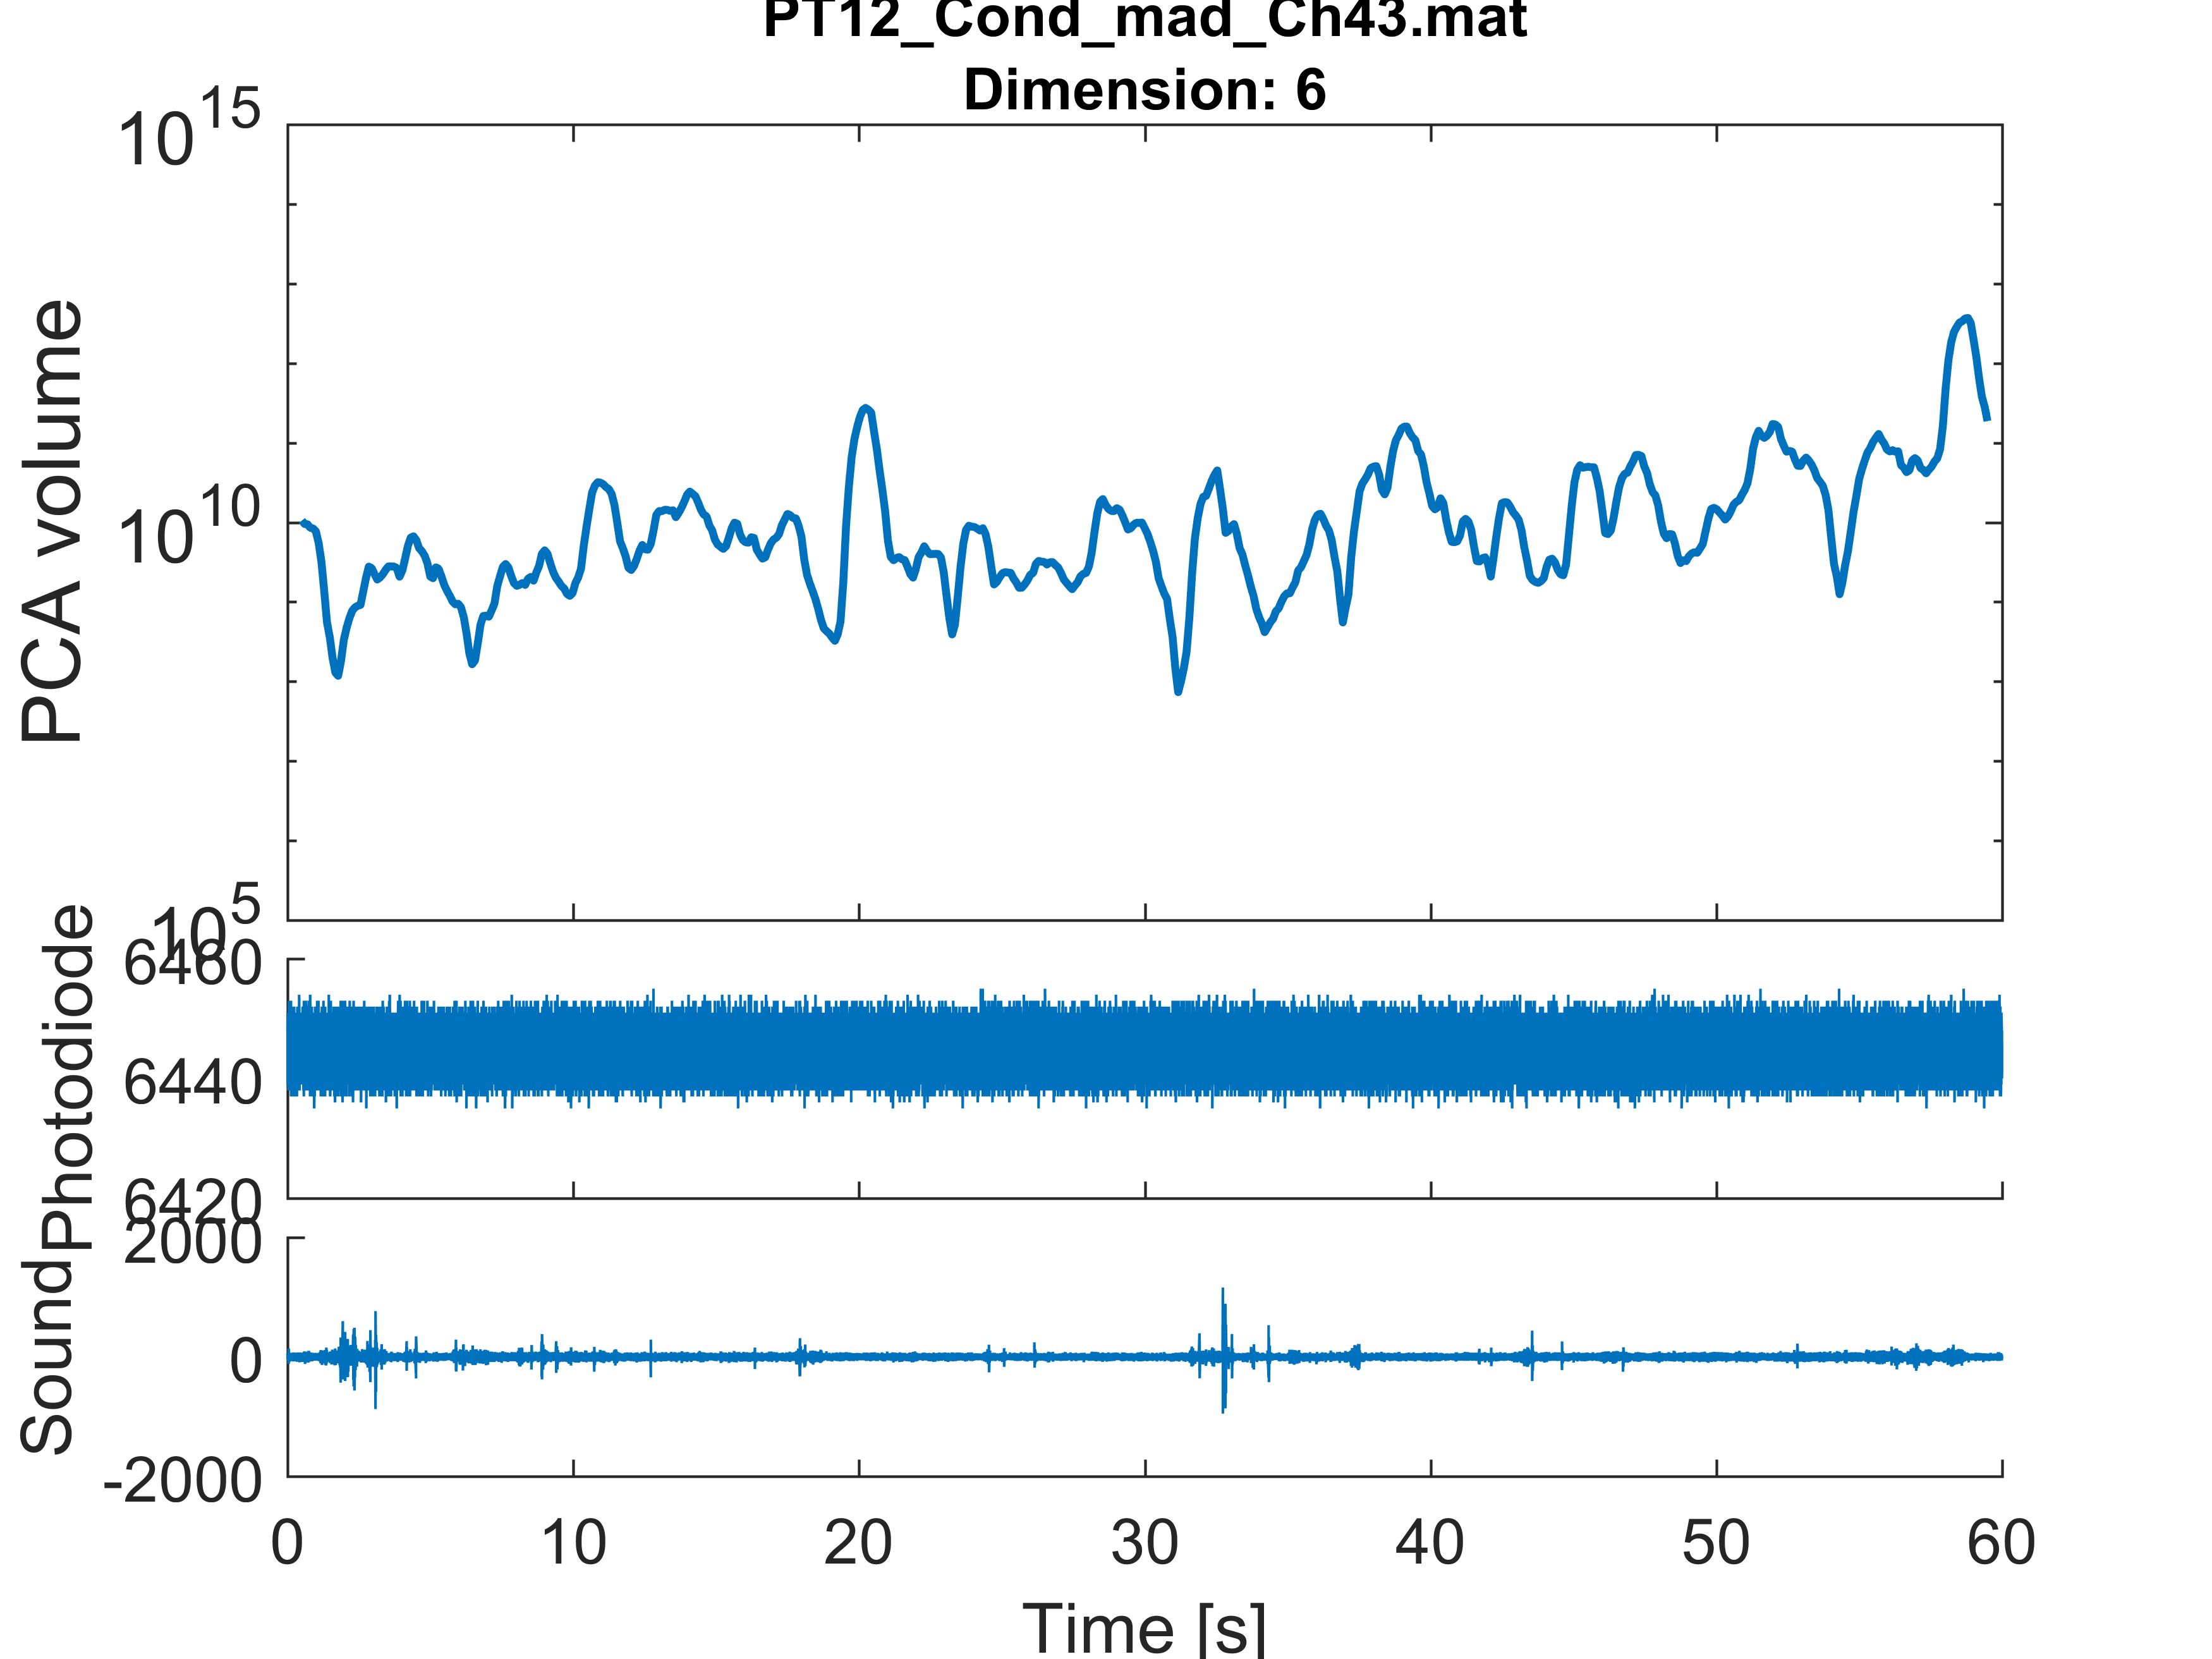 PT12_Cond_mad_Ch43.mat
Dimension: 6
10^15
10^10
10^5
PCA volume
6460
6440
6420
Photodiode
2000
0
-2000
Sound
0 10 20 30 40 50 60
Time [s]